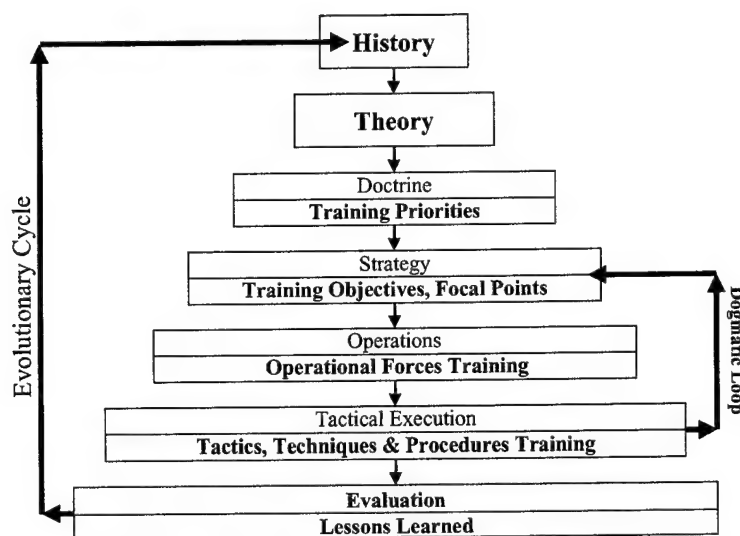 History
Theory
Doctrine
Training Priorities
Strategy
Training Objectives, Focal Points
Operations
Operational Forces Training
Tactical Execution
Tactics, Techniques & Procedures Training
Evaluation
Lessons Learned
Evolutionary Cycle
Dogmatic Loop